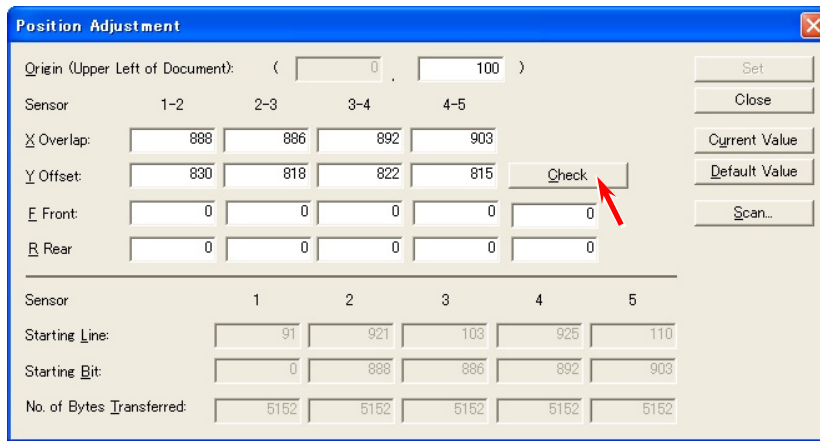 Position Adjustment
Origin (Upper Left of Document): ( 0 , 100 ) Set
Sensor 1-2 2-3 3-4 4-5 Close
X Overlap: 888 886 892 903 Current Value
Y Offset: 830 818 822 815 Check Default Value
F Front: 0 0 0 0 0 Scan...
R Rear 0 0 0 0 0
Sensor 1 2 3 4 5
Starting Line: 91 921 103 925 110
Starting Bit: 0 888 886 892 903
No. of Bytes Transferred: 5152 5152 5152 5152 5152